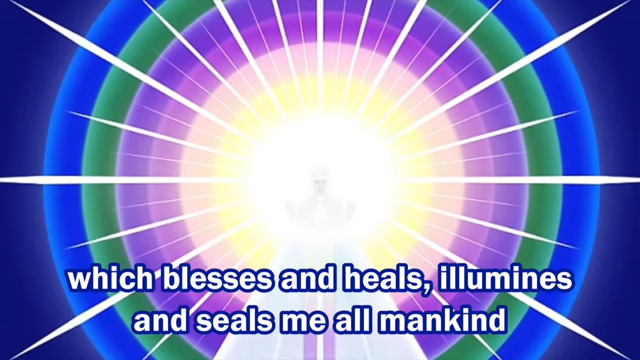 which blesses and heals, illumines
and seals me all mankind